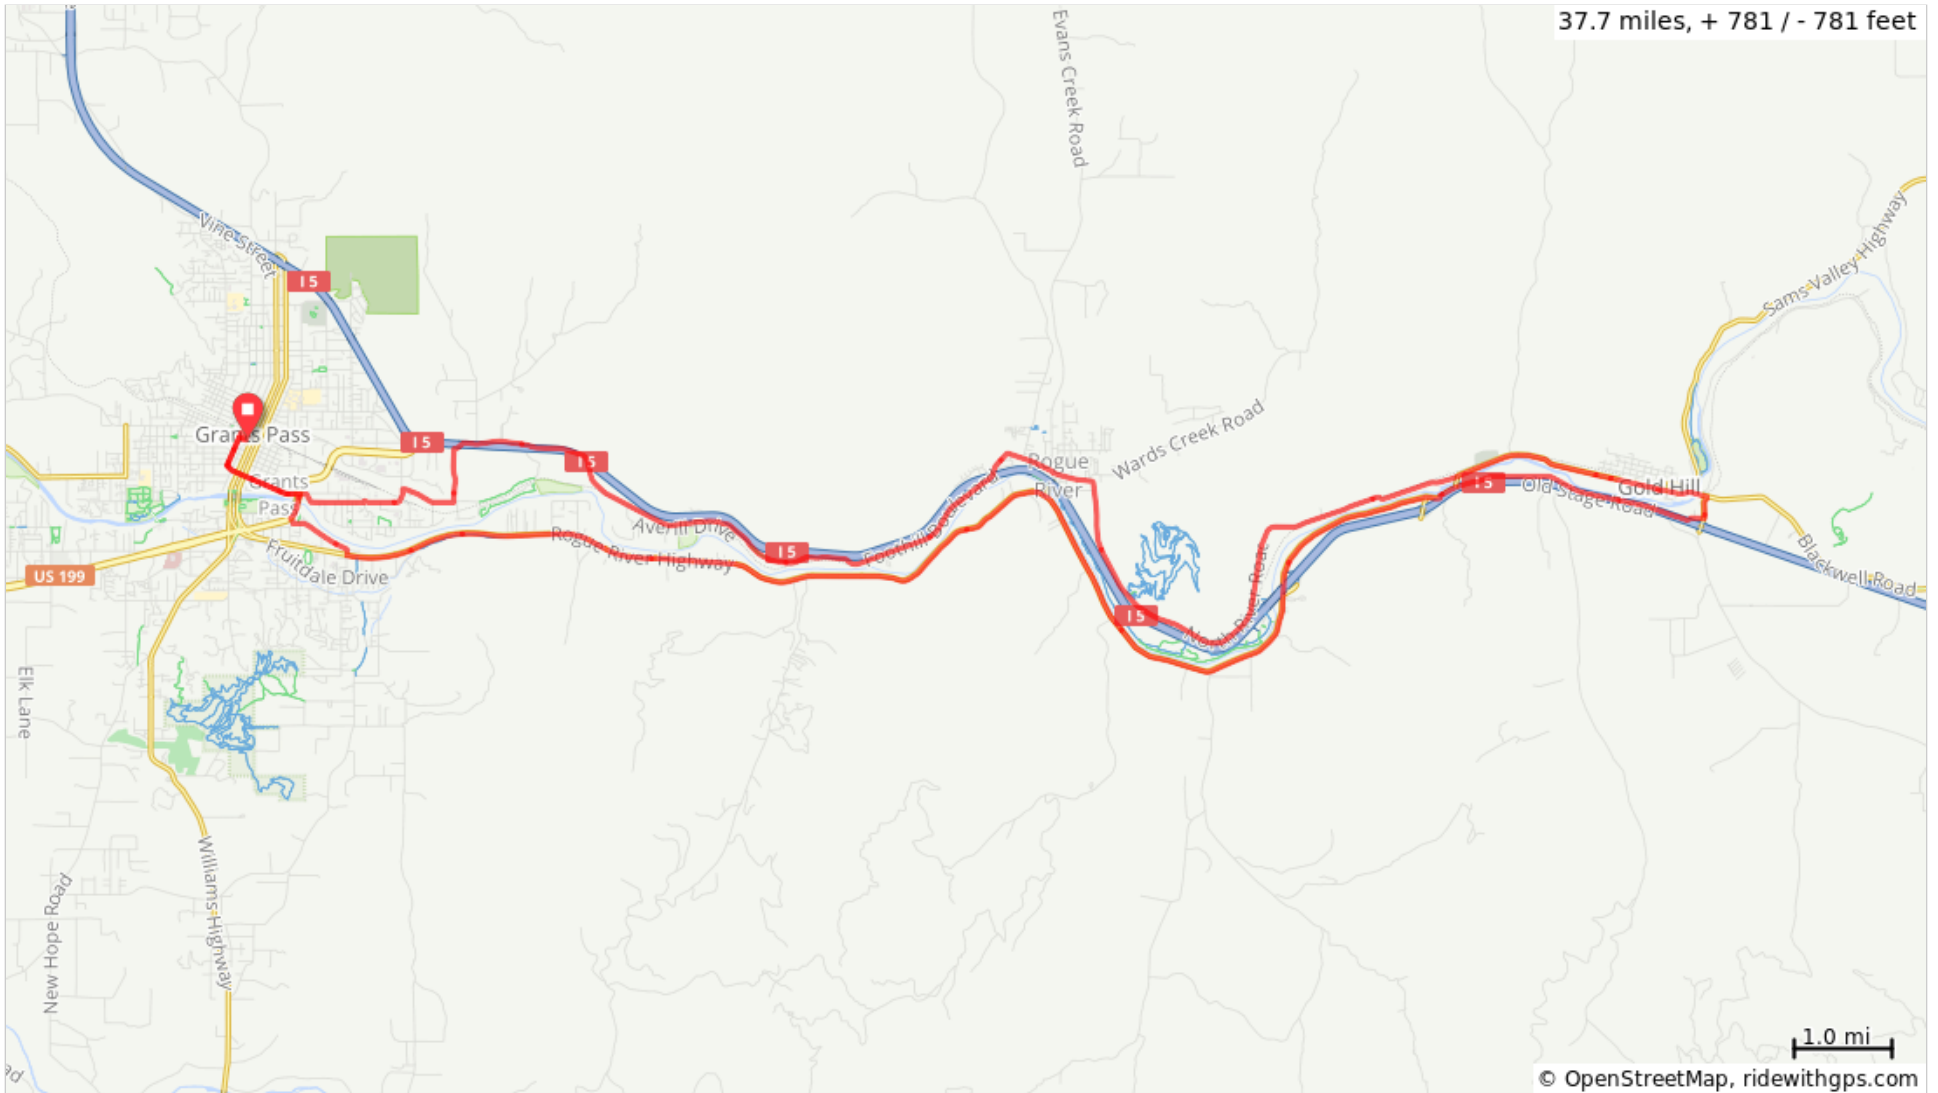 37.7 miles, + 781 / - 781 feet
Evans Creek Road
Sams Valley Highway
Vine Street
I 5
Grants Pass
I 5
I 5
Wards Creek Road
Rogue
River
Grants
Pass
I 5
Old Stage Road
Gold Hill
Averill Drive
Foothill Boulevard
Rogue River Highway
I 5
Fruitdale Drive
US 199
North River Road
Blackwell Road
I 5
Elk Lane
Williams Highway
New Hope Road
1.0 mi
© OpenStreetMap, ridewithgps.com